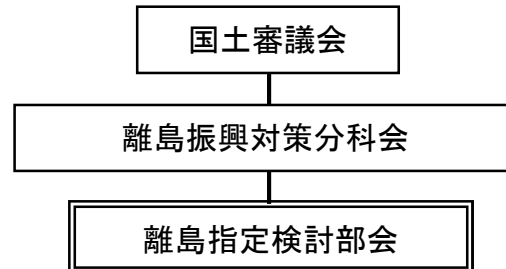 国土審議会
離島振興対策分科会
離島指定検討部会